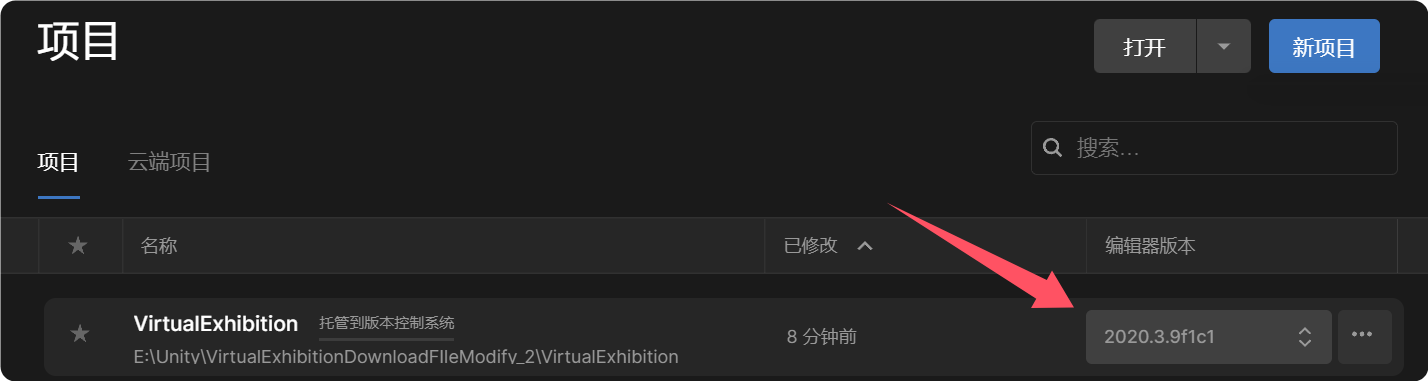 项目
打开
新项目
项目 云端项目
搜索...
名称 已修改 编辑器版本
VirtualExhibition 托管到版本控制系统
8 分钟前 2020.3.9f1c1
E:\Unity\VirtualExhibitionDownloadFIleModify_2\VirtualExhibition